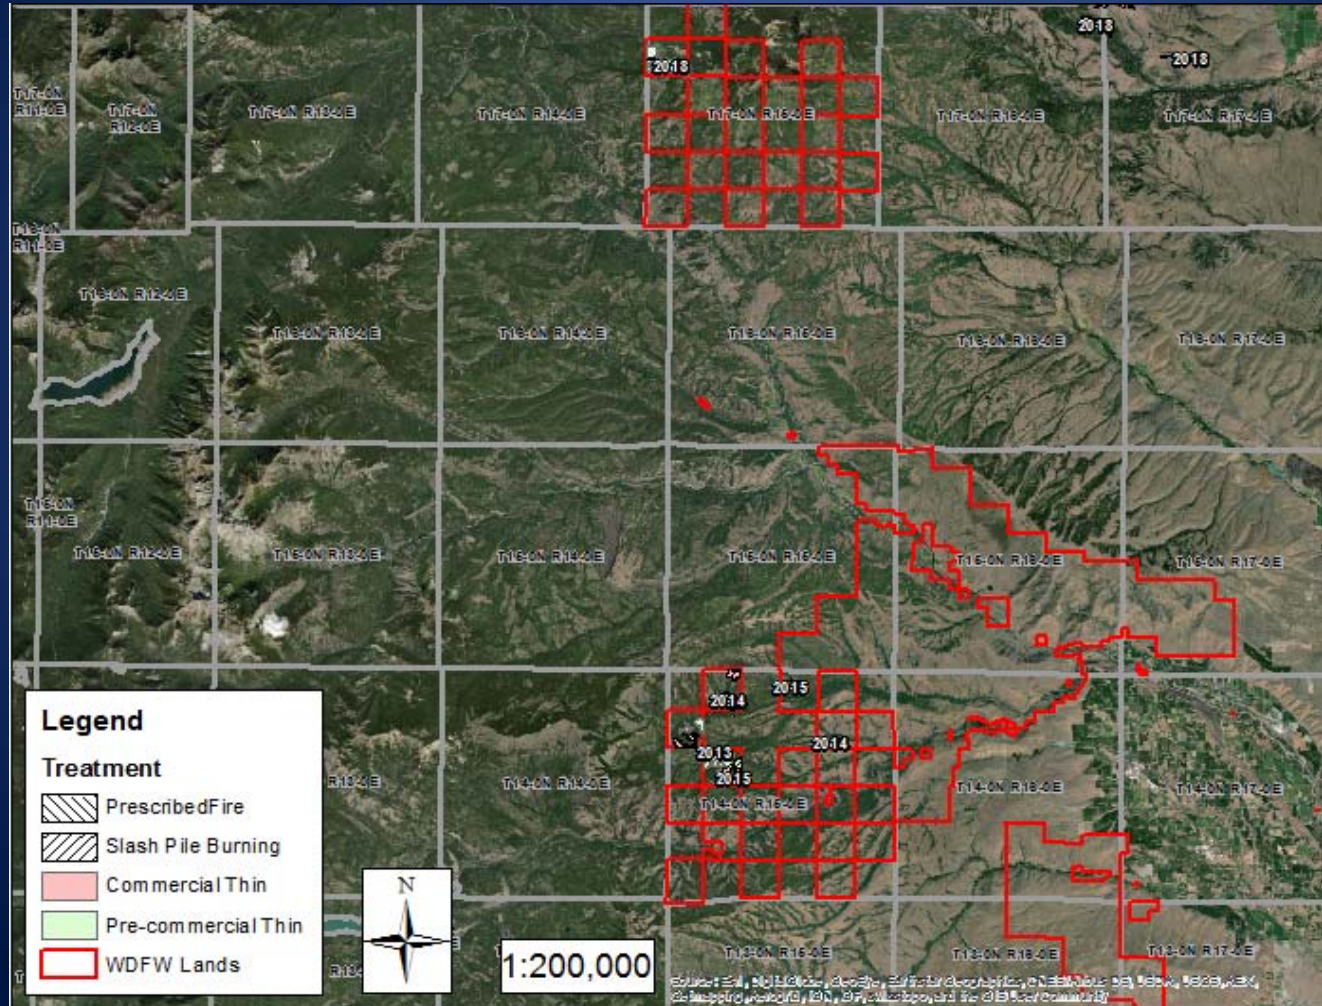 2018
2018
2018
T17-0N R11-0E
T17-0N R12-0E
T17-0N R13-0E
T17-0N R14-0E
T17-0N R15-0E
T17-0N R16-0E
T17-0N R17-0E
T16-0N R11-0E
T16-0N R12-0E
T16-0N R13-0E
T16-0N R14-0E
T16-0N R15-0E
T16-0N R16-0E
T16-0N R17-0E
T15-0N R11-0E
T15-0N R12-0E
T15-0N R13-0E
T15-0N R14-0E
T15-0N R15-0E
T15-0N R16-0E
T15-0N R17-0E
2015
2014
2014
2013
2015
R13-0E
T14-0N R14-0E
T14-0N R15-0E
T14-0N R16-0E
T14-0N R17-0E
T13-0N R15-0E
T13-0N R16-0E
T13-0N R17-0E
Legend
Treatment
PrescribedFire
Slash Pile Burning
Commercial Thin
Pre-commercial Thin
WDFW Lands
N
1:200,000